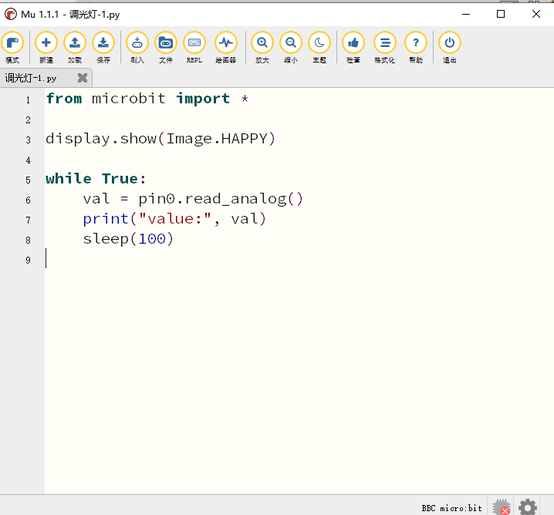 Mu 1.1.1 - 调光灯-1.py
模式 新建 加载 保存 刷入 文件 REPL 绘图器 放大 缩小 主题 检查 格式化 帮助 退出
调光灯-1.py
1 from microbit import *
2
3 display.show(Image.HAPPY)
4
5 while True:
6 val = pin0.read_analog()
7 print("value:", val)
8 sleep(100)
9
BBC micro:bit